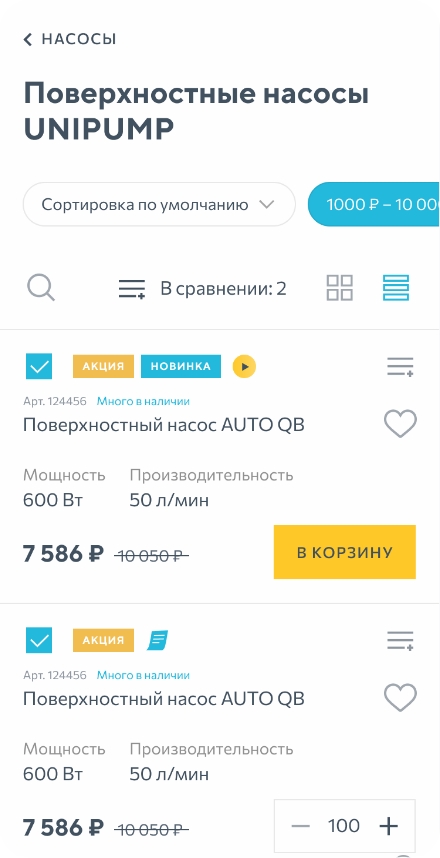 НАСОСЫ
Поверхностные насосы
UNIPUMP
Сортировка по умолчанию 1000 ₽ – 10 00
В сравнении: 2
АКЦИЯ НОВИНКА
Арт. 124456 Много в наличии
Поверхностный насос AUTO QB
Мощность Производительность
600 Вт 50 л/мин
7 586 ₽ 10 050 ₽ В КОРЗИНУ
АКЦИЯ
Арт. 124456 Много в наличии
Поверхностный насос AUTO QB
Мощность Производительность
600 Вт 50 л/мин
7 586 ₽ 10 050 ₽ — 100 +